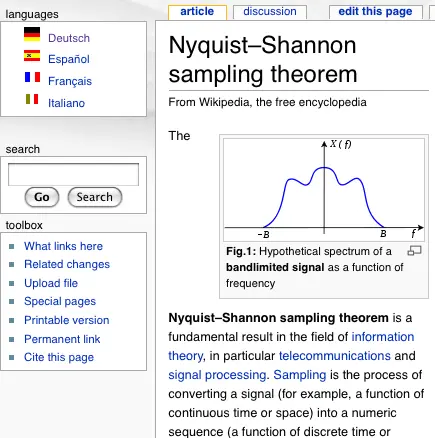 languages
Deutsch
Español
Français
Italiano
search
Go Search
toolbox
What links here
Related changes
Upload file
Special pages
Printable version
Permanent link
Cite this page
article discussion edit this page
Nyquist–Shannon
sampling theorem
From Wikipedia, the free encyclopedia
The
X(f)
-B B f
Fig.1: Hypothetical spectrum of a
bandlimited signal as a function of
frequency
Nyquist–Shannon sampling theorem is a
fundamental result in the field of information
theory, in particular telecommunications and
signal processing. Sampling is the process of
converting a signal (for example, a function of
continuous time or space) into a numeric
sequence (a function of discrete time or